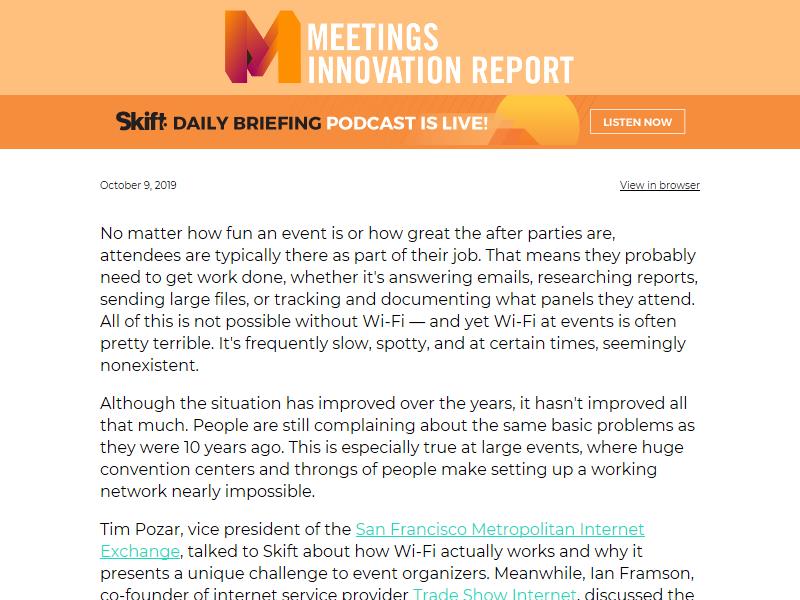 MEETINGS
INNOVATION REPORT
Skift: DAILY BRIEFING PODCAST IS LIVE!
LISTEN NOW
October 9, 2019
View in browser
No matter how fun an event is or how great the after parties are,
attendees are typically there as part of their job. That means they probably
need to get work done, whether it's answering emails, researching reports,
sending large files, or tracking and documenting what panels they attend.
All of this is not possible without Wi-Fi — and yet Wi-Fi at events is often
pretty terrible. It's frequently slow, spotty, and at certain times, seemingly
nonexistent.
Although the situation has improved over the years, it hasn't improved all
that much. People are still complaining about the same basic problems as
they were 10 years ago. This is especially true at large events, where huge
convention centers and throngs of people make setting up a working
network nearly impossible.
Tim Pozar, vice president of the San Francisco Metropolitan Internet
Exchange, talked to Skift about how Wi-Fi actually works and why it
presents a unique challenge to event organizers. Meanwhile, Ian Framson,
co-founder of internet service provider Trade Show Internet, discussed the